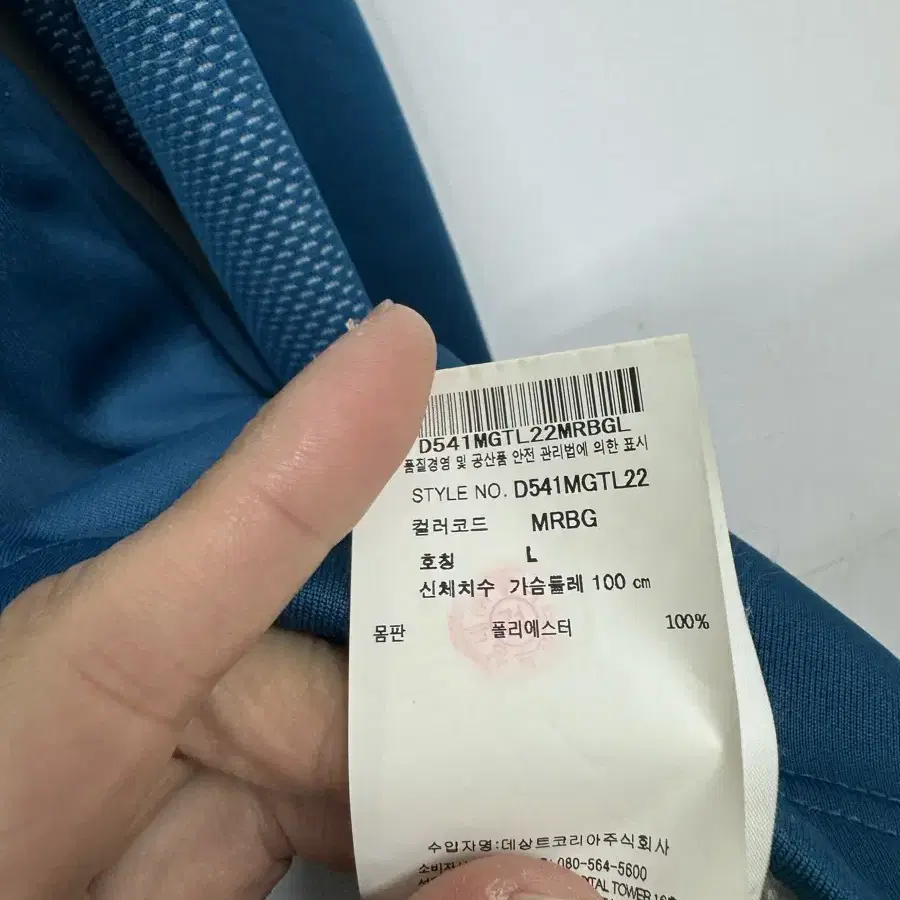 D541MGTL22MRBGL
품질경영 및 공산품 안전 관리법에 의한 표시
STYLE NO. D541MGTL22
컬러코드 MRBG
호칭 L
신체치수 가슴둘레 100 cm
몸판 폴리에스터 100%
수입자명:데상트코리아주식회사
080-564-5600
TOWER